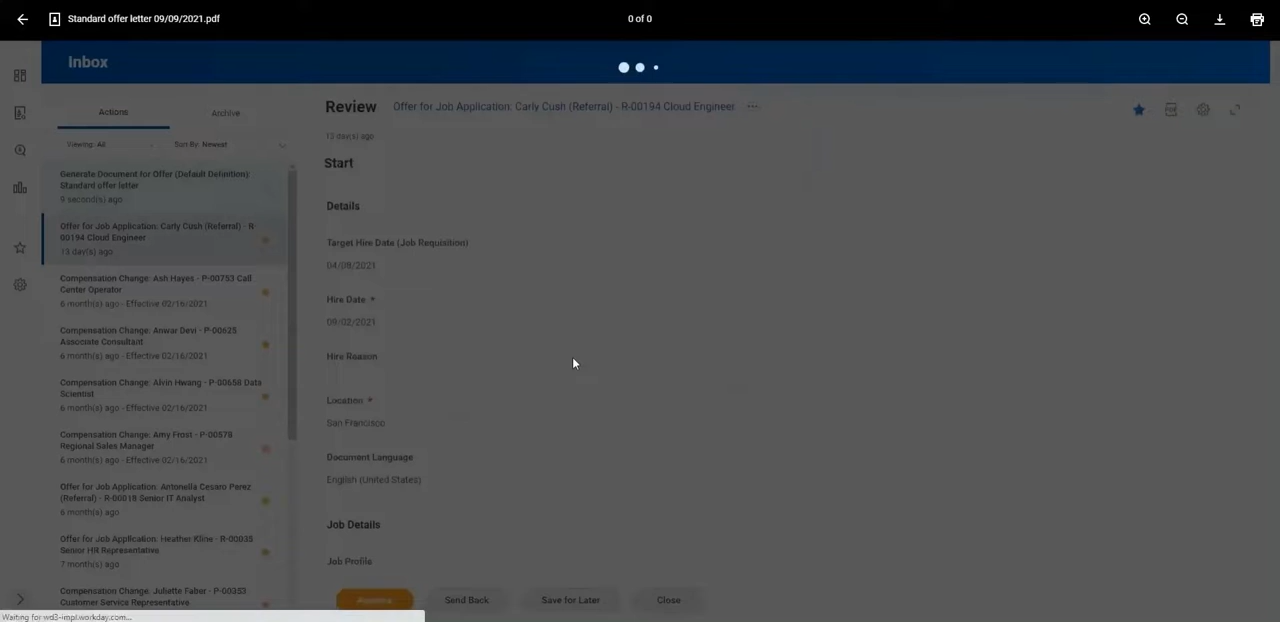 Standard offer letter 09/09/2021.pdf
0 of 0
Inbox
Actions
Archive
Viewing: All
Sort By: Newest
Generate Document for Offer (Default Definition):
Standard offer letter
9 second(s) ago
Offer for Job Application: Carly Cush (Referral) - R-
00194 Cloud Engineer
13 day(s) ago
Compensation Change: Ash Hayes - P-00753 Call
Center Operator
6 month(s) ago - Effective 02/16/2021
Compensation Change: Anwar Devi - P-00625
Associate Consultant
6 month(s) ago - Effective 02/16/2021
Compensation Change: Alvin Hwang - P-00658 Data
Scientist
6 month(s) ago - Effective 02/16/2021
Compensation Change: Amy Frost - P-00578
Regional Sales Manager
6 month(s) ago - Effective 02/16/2021
Offer for Job Application: Antonella Cesaro Perez
(Referral) - R-00018 Senior IT Analyst
6 month(s) ago
Offer for Job Application: Heather Kline - R-00035
Senior HR Representative
7 month(s) ago
Compensation Change: Juliette Faber - P-00353
Customer Service Representative
Review Offer for Job Application: Carly Cush (Referral) - R-00194 Cloud Engineer
13 day(s) ago
Start
Details
Target Hire Date (Job Requisition)
04/08/2021
Hire Date *
09/02/2021
Hire Reason
Location *
San Francisco
Document Language
English (United States)
Job Details
Job Profile
Approve
Send Back
Save for Later
Close
Waiting for wd3-impl.workday.com...